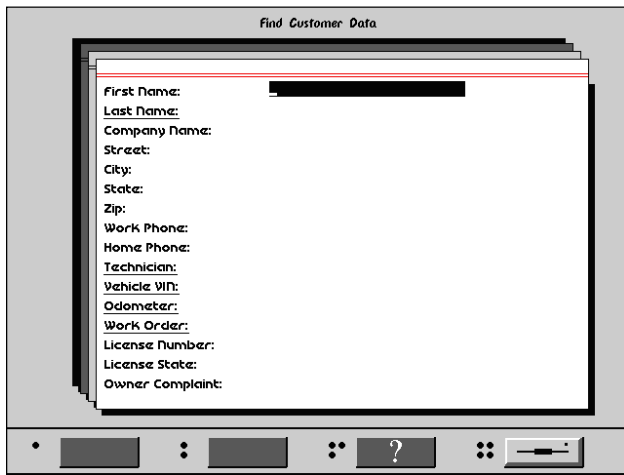 Find Customer Data
First Name:
Last Name:
Company Name:
Street:
City:
State:
Zip:
Work Phone:
Home Phone:
Technician:
Vehicle VIN:
Odometer:
Work Order:
License Number:
License State:
Owner Complaint:
?